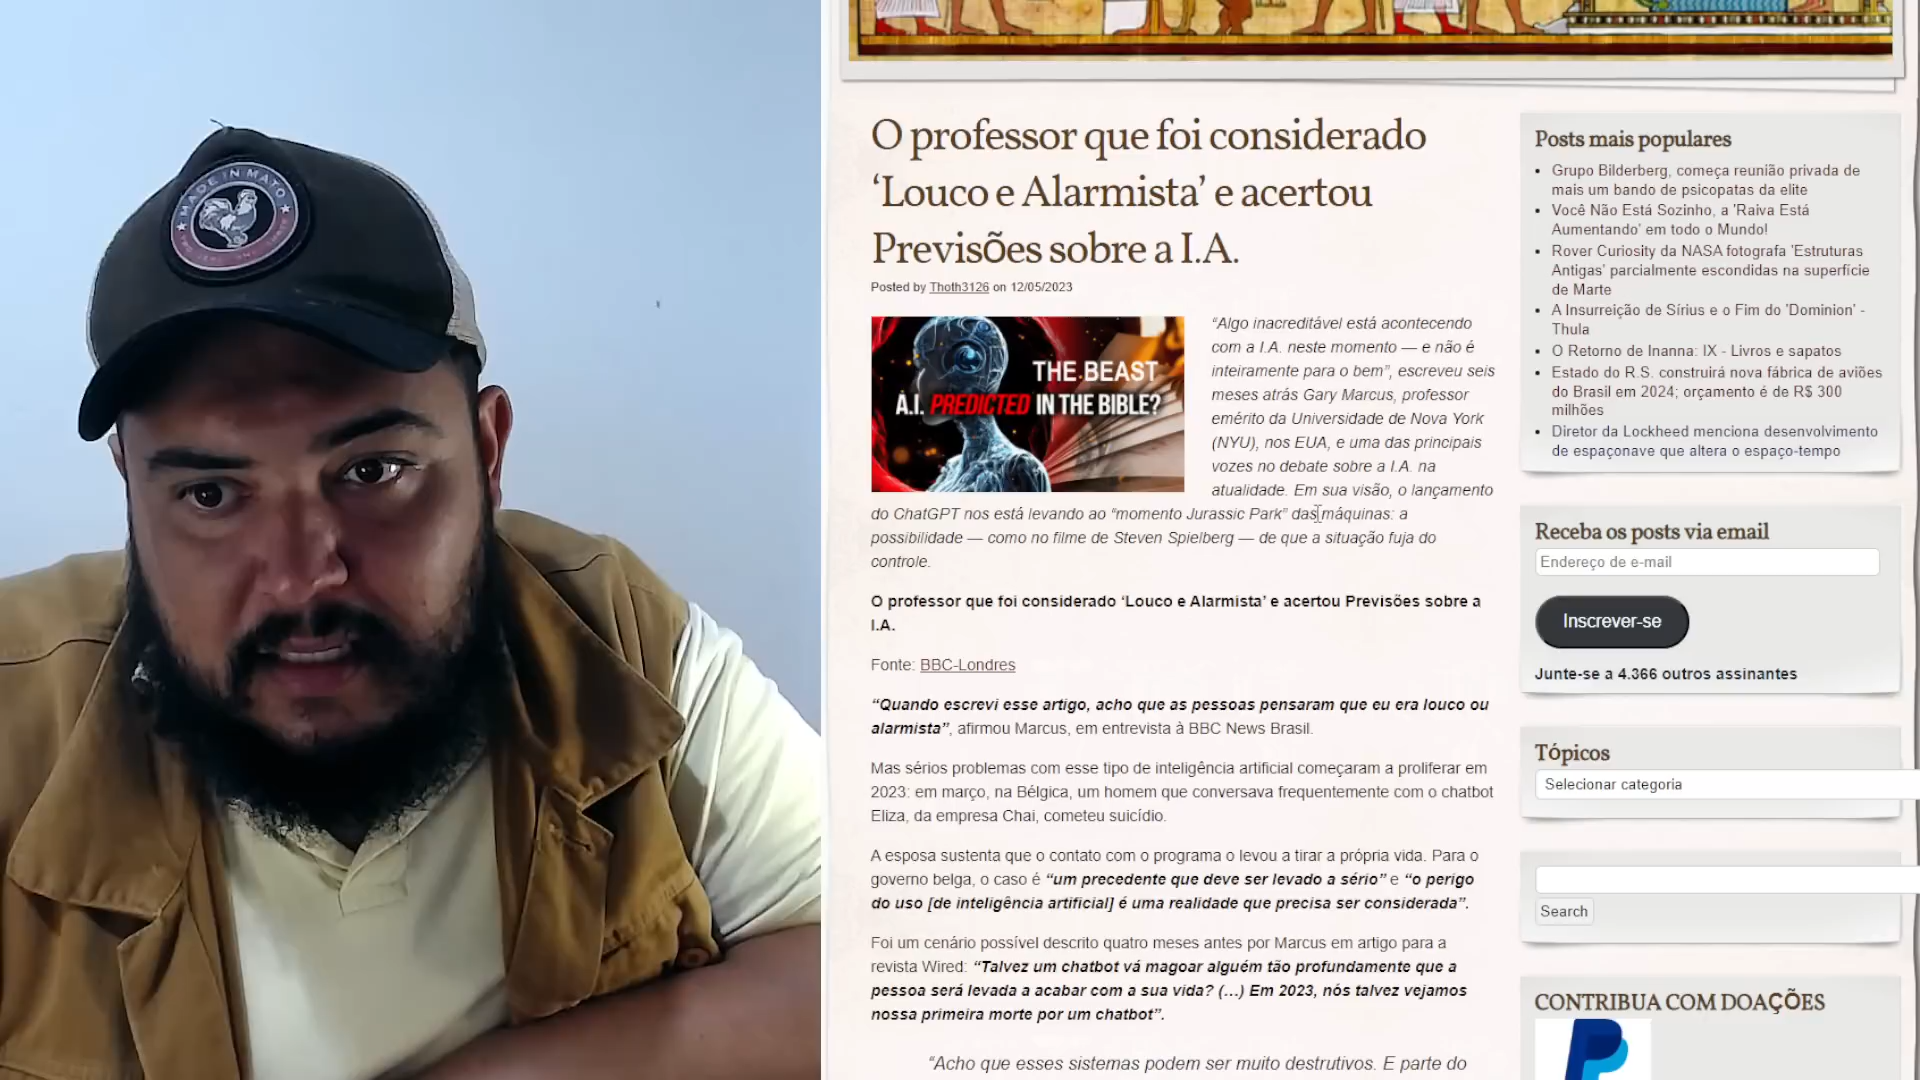 MADE IN MATO
O professor que foi considerado
‘Louco e Alarmista’ e acertou
Previsões sobre a I.A.
Posted by Thoth3126 on 12/05/2023
THE BEAST
A.I. PREDICTED IN THE BIBLE?
“Algo inacreditável está acontecendo
com a I.A. neste momento — e não é
inteiramente para o bem”, escreveu seis
meses atrás Gary Marcus, professor
emérito da Universidade de Nova York
(NYU), nos EUA, e uma das principais
vozes no debate sobre a I.A. na
atualidade. Em sua visão, o lançamento
do ChatGPT nos está levando ao “momento Jurassic Park” das máquinas: a
possibilidade — como no filme de Steven Spielberg — de que a situação fuja do
controle.
O professor que foi considerado ‘Louco e Alarmista’ e acertou Previsões sobre a
I.A.
Fonte: BBC-Londres
“Quando escrevi esse artigo, acho que as pessoas pensaram que eu era louco ou
alarmista”, afirmou Marcus, em entrevista à BBC News Brasil.
Mas sérios problemas com esse tipo de inteligência artificial começaram a proliferar em
2023: em março, na Bélgica, um homem que conversava frequentemente com o chatbot
Eliza, da empresa Chai, cometeu suicídio.
A esposa sustenta que o contato com o programa o levou a tirar a própria vida. Para o
governo belga, o caso é “um precedente que deve ser levado a sério” e “o perigo
do uso [de inteligência artificial] é uma realidade que precisa ser considerada”.
Foi um cenário possível descrito quatro meses antes por Marcus em artigo para a
revista Wired: “Talvez um chatbot vá magoar alguém tão profundamente que a
pessoa será levada a acabar com a sua vida? (…) Em 2023, nós talvez vejamos
nossa primeira morte por um chatbot”.
“Acho que esses sistemas podem ser muito destrutivos. E parte do
Posts mais populares
Grupo Bilderberg, começa reunião privada de
mais um bando de psicopatas da elite
Você Não Está Sozinho, a 'Raiva Está
Aumentando' em todo o Mundo!
Rover Curiosity da NASA fotografa 'Estruturas
Antigas' parcialmente escondidas na superfície
de Marte
A Insurreição de Sírius e o Fim do 'Dominion' -
Thula
O Retorno de Inanna: IX - Livros e sapatos
Estado do R.S. construirá nova fábrica de aviões
do Brasil em 2024; orçamento é de R$ 300
milhões
Diretor da Lockheed menciona desenvolvimento
de espaçonave que altera o espaço-tempo
Receba os posts via email
Endereço de e-mail
Inscrever-se
Junte-se a 4.366 outros assinantes
Tópicos
Selecionar categoria
Search
CONTRIBUA COM DOAÇÕES